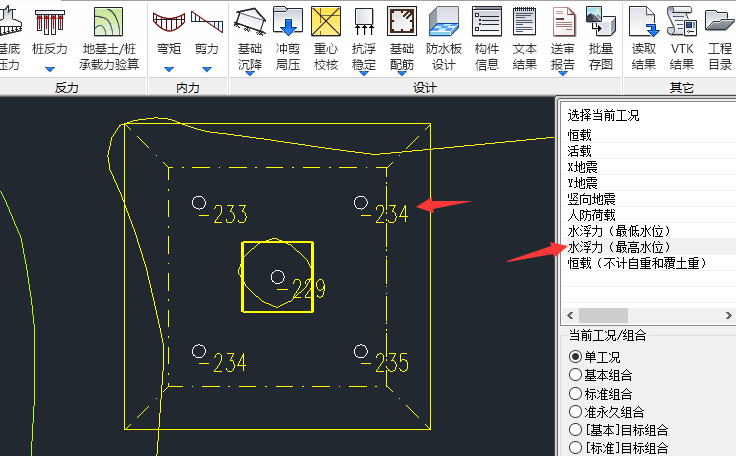 基底 桩反力 地基土/桩 弯矩 剪力 基础 冲剪 重心 抗浮 基础 防水板 构件 文本 送审 批量 读取 VTK 工程
压力 承载力验算 沉降 局压 校核 稳定 配筋 设计 信息 结果 报告 存图 结果 结果 目录
反力 内力 设计 其它
选择当前工况
恒载
活载
X地震
Y地震
竖向地震
人防荷载
水浮力（最低水位）
水浮力（最高水位）
恒载（不计自重和覆土重）
-233 -234
-229
-234 -235
当前工况/组合
单工况
基本组合
标准组合
准永久组合
[基本]目标组合
[标准]目标组合